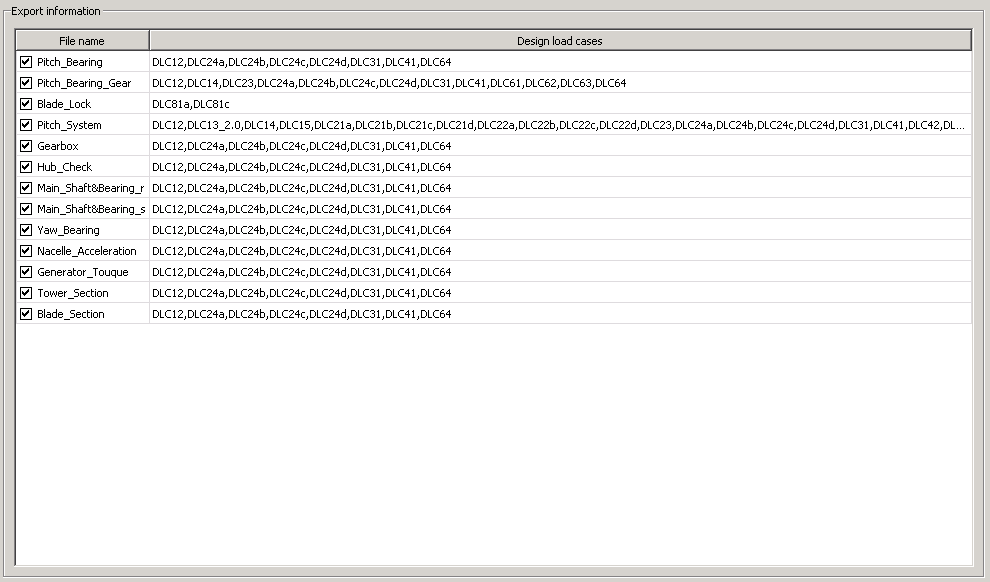 Export information
File name Design load cases
Pitch_Bearing DLC12,DLC24a,DLC24b,DLC24c,DLC24d,DLC31,DLC41,DLC64
Pitch_Bearing_Gear DLC12,DLC14,DLC23,DLC24a,DLC24b,DLC24c,DLC24d,DLC31,DLC41,DLC61,DLC62,DLC63,DLC64
Blade_Lock DLC81a,DLC81c
Pitch_System DLC12,DLC13_2.0,DLC14,DLC15,DLC21a,DLC21b,DLC21c,DLC21d,DLC22a,DLC22b,DLC22c,DLC22d,DLC23,DLC24a,DLC24b,DLC24c,DLC24d,DLC31,DLC41,DLC42,DL...
Gearbox DLC12,DLC24a,DLC24b,DLC24c,DLC24d,DLC31,DLC41,DLC64
Hub_Check DLC12,DLC24a,DLC24b,DLC24c,DLC24d,DLC31,DLC41,DLC64
Main_Shaft&Bearing_r DLC12,DLC24a,DLC24b,DLC24c,DLC24d,DLC31,DLC41,DLC64
Main_Shaft&Bearing_s DLC12,DLC24a,DLC24b,DLC24c,DLC24d,DLC31,DLC41,DLC64
Yaw_Bearing DLC12,DLC24a,DLC24b,DLC24c,DLC24d,DLC31,DLC41,DLC64
Nacelle_Acceleration DLC12,DLC24a,DLC24b,DLC24c,DLC24d,DLC31,DLC41,DLC64
Generator_Touque DLC12,DLC24a,DLC24b,DLC24c,DLC24d,DLC31,DLC41,DLC64
Tower_Section DLC12,DLC24a,DLC24b,DLC24c,DLC24d,DLC31,DLC41,DLC64
Blade_Section DLC12,DLC24a,DLC24b,DLC24c,DLC24d,DLC31,DLC41,DLC64